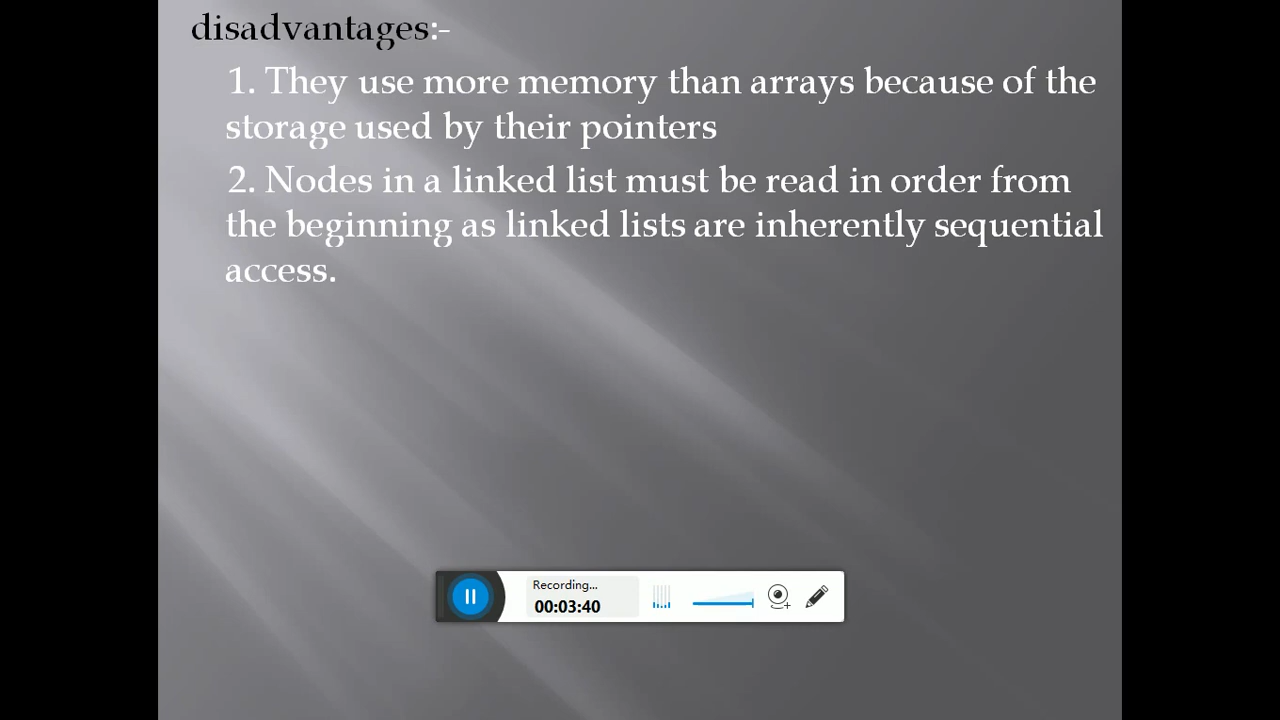 disadvantages:-
1. They use more memory than arrays because of the
storage used by their pointers
2. Nodes in a linked list must be read in order from
the beginning as linked lists are inherently sequential
access.
Recording...
00:03:40